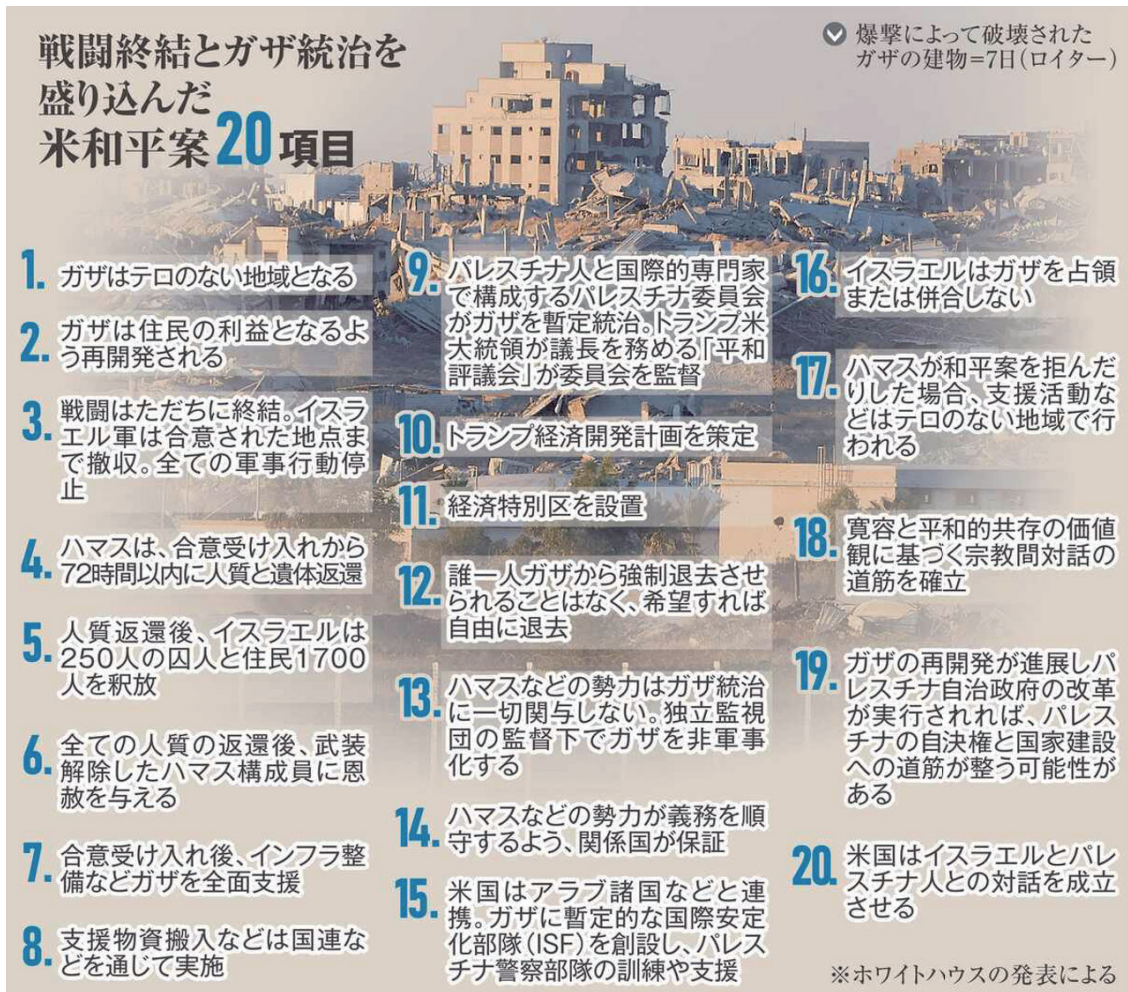 戦闘終結とガザ統治を
盛り込んだ
米和平案20項目
爆撃によって破壊された
ガザの建物=7日(ロイター)
1. ガザはテロのない地域となる
2. ガザは住民の利益となるよ
う再開発される
3. 戦闘はただちに終結。イスラ
エル軍は合意された地点ま
で撤収。全ての軍事行動停
止
4. ハマスは、合意受け入れから
72時間以内に人質と遺体返還
5. 人質返還後、イスラエルは
250人の囚人と住民1700
人を釈放
6. 全ての人質の返還後、武装
解除したハマス構成員に恩
赦を与える
7. 合意受け入れ後、インフラ整
備などガザを全面支援
8. 支援物資搬入などは国連な
どを通じて実施
9. パレスチナ人と国際的専門家
で構成するパレスチナ委員会
がガザを暫定統治。トランプ米
大統領が議長を務める「平和
評議会」が委員会を監督
10. トランプ経済開発計画を策定
11. 経済特別区を設置
12. 誰一人ガザから強制退去させ
られることはなく、希望すれば
自由に退去
13. ハマスなどの勢力はガザ統治
に一切関与しない。独立監視
団の監督下でガザを非軍事
化する
14. ハマスなどの勢力が義務を順
守するよう、関係国が保証
15. 米国はアラブ諸国などと連
携。ガザに暫定的な国際安定
化部隊(ISF)を創設し、パレス
チナ警察部隊の訓練や支援
16. イスラエルはガザを占領
または併合しない
17. ハマスが和平案を拒んだ
りした場合、支援活動な
どはテロのない地域で行
われる
18. 寛容と平和的共存の価値
観に基づく宗教間対話の
道筋を確立
19. ガザの再開発が進展しパ
レスチナ自治政府の改革
が実行されれば、パレス
チナの自決権と国家建設
への道筋が整う可能性が
ある
20. 米国はイスラエルとパレ
スチナ人との対話を成立
させる
※ホワイトハウスの発表による